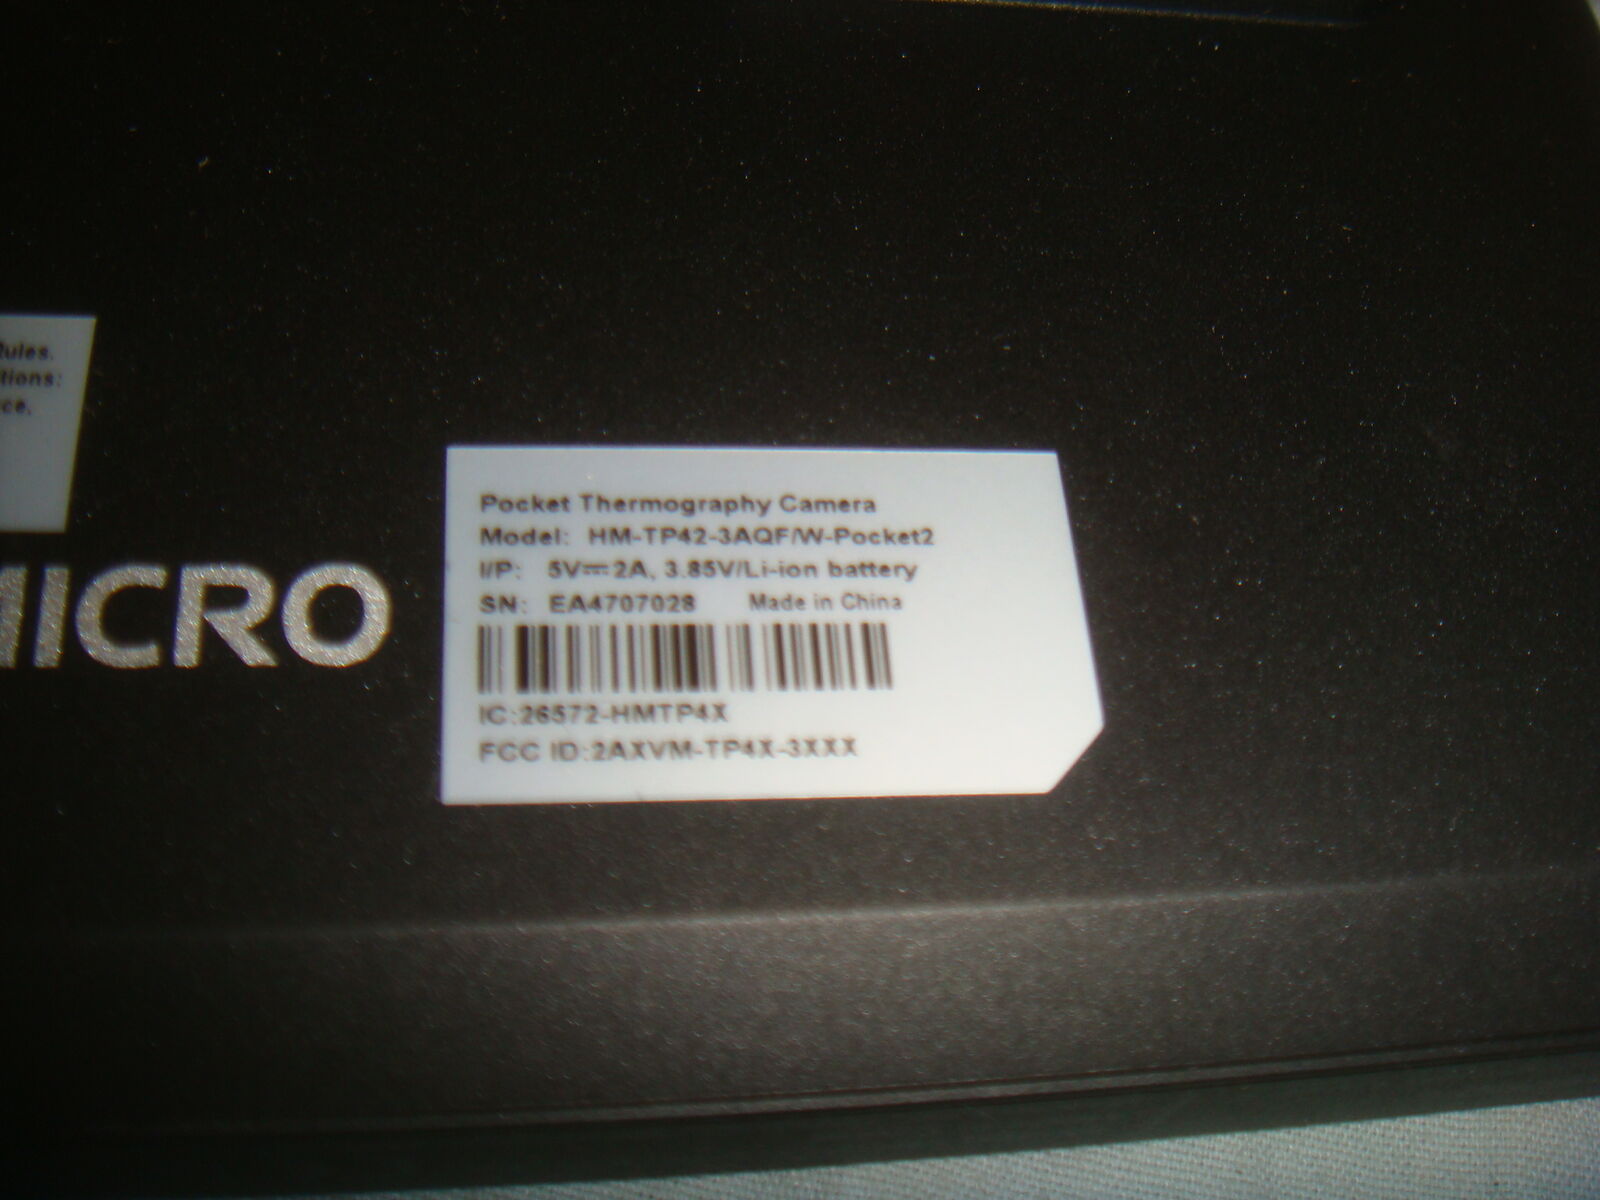 Rules.
tions:
ce.
MICRO
Pocket Thermography Camera
Model: HM-TP42-3AQF/W-Pocket2
I/P: 5V⎓2A, 3.85V/Li-ion battery
SN: EA4707028 Made in China
IC:26572-HMTP4X
FCC ID:2AXVM-TP4X-3XXX